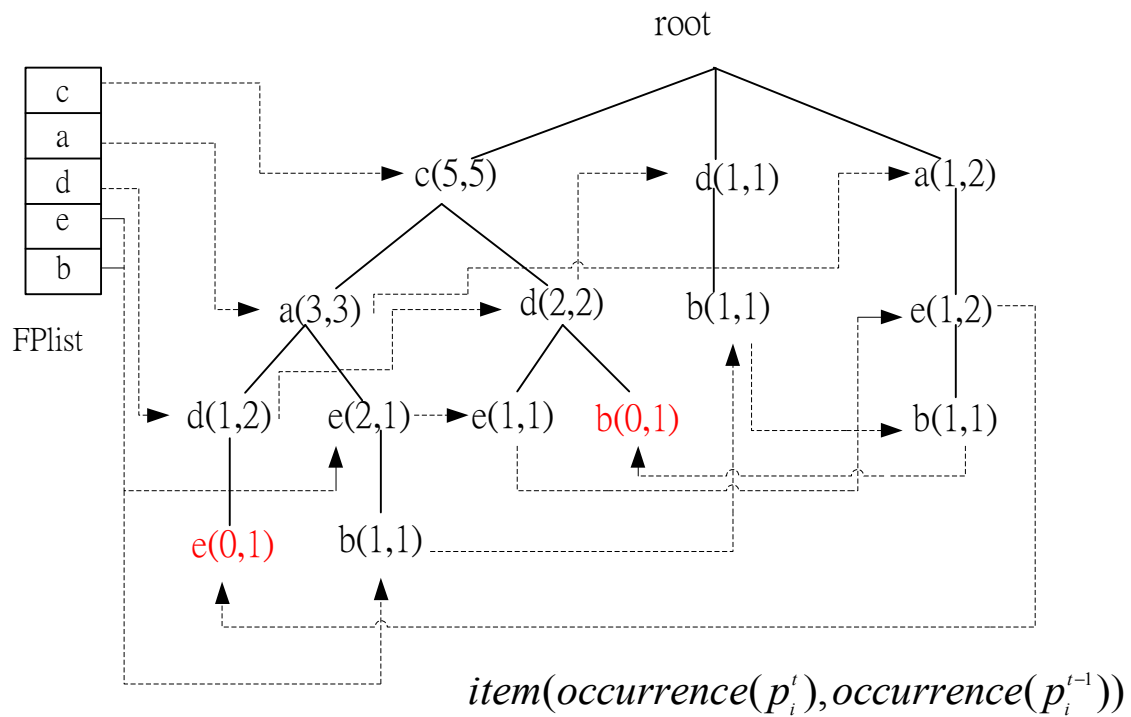 root
c
a
d
e
b
FPlist
c(5,5)
d(1,1)
a(1,2)
a(3,3)
d(2,2)
b(1,1)
e(1,2)
d(1,2)
e(2,1)
e(1,1)
b(0,1)
b(1,1)
e(0,1)
b(1,1)
item(occurrence(p_i^t),occurrence(p_i^{t-1}))